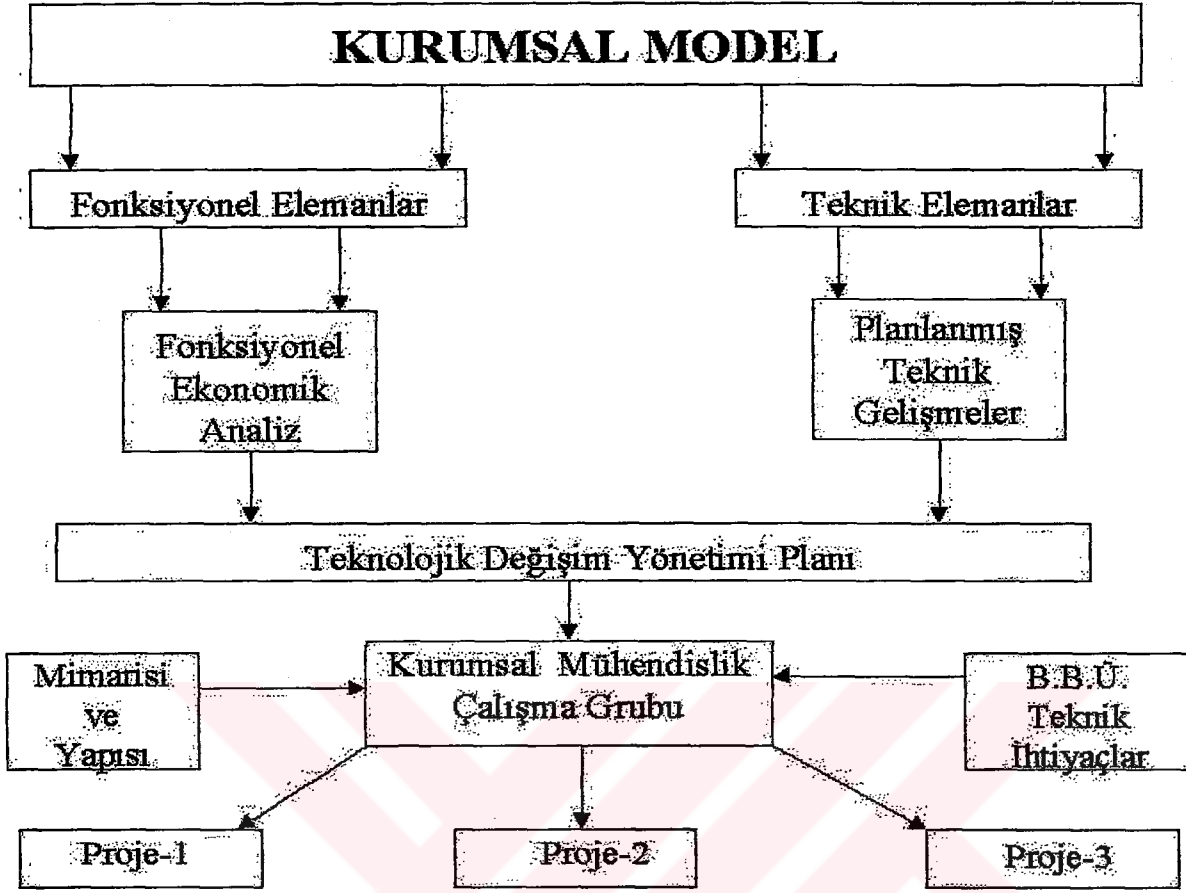 KURUMSAL MODEL
Fonksiyonel Elemanlar
Teknik Elemanlar
Fonksiyonel
Ekonomik
Analiz
Planlanmış
Teknik
Gelişmeler
Teknolojik Değişim Yönetimi Planı
Mimarisi
ve
Yapısı
Kurumsal Mühendislik
Çalışma Grubu
B.B.Ü.
Teknik
İhtiyaçlar
Proje-1
Proje-2
Proje-3